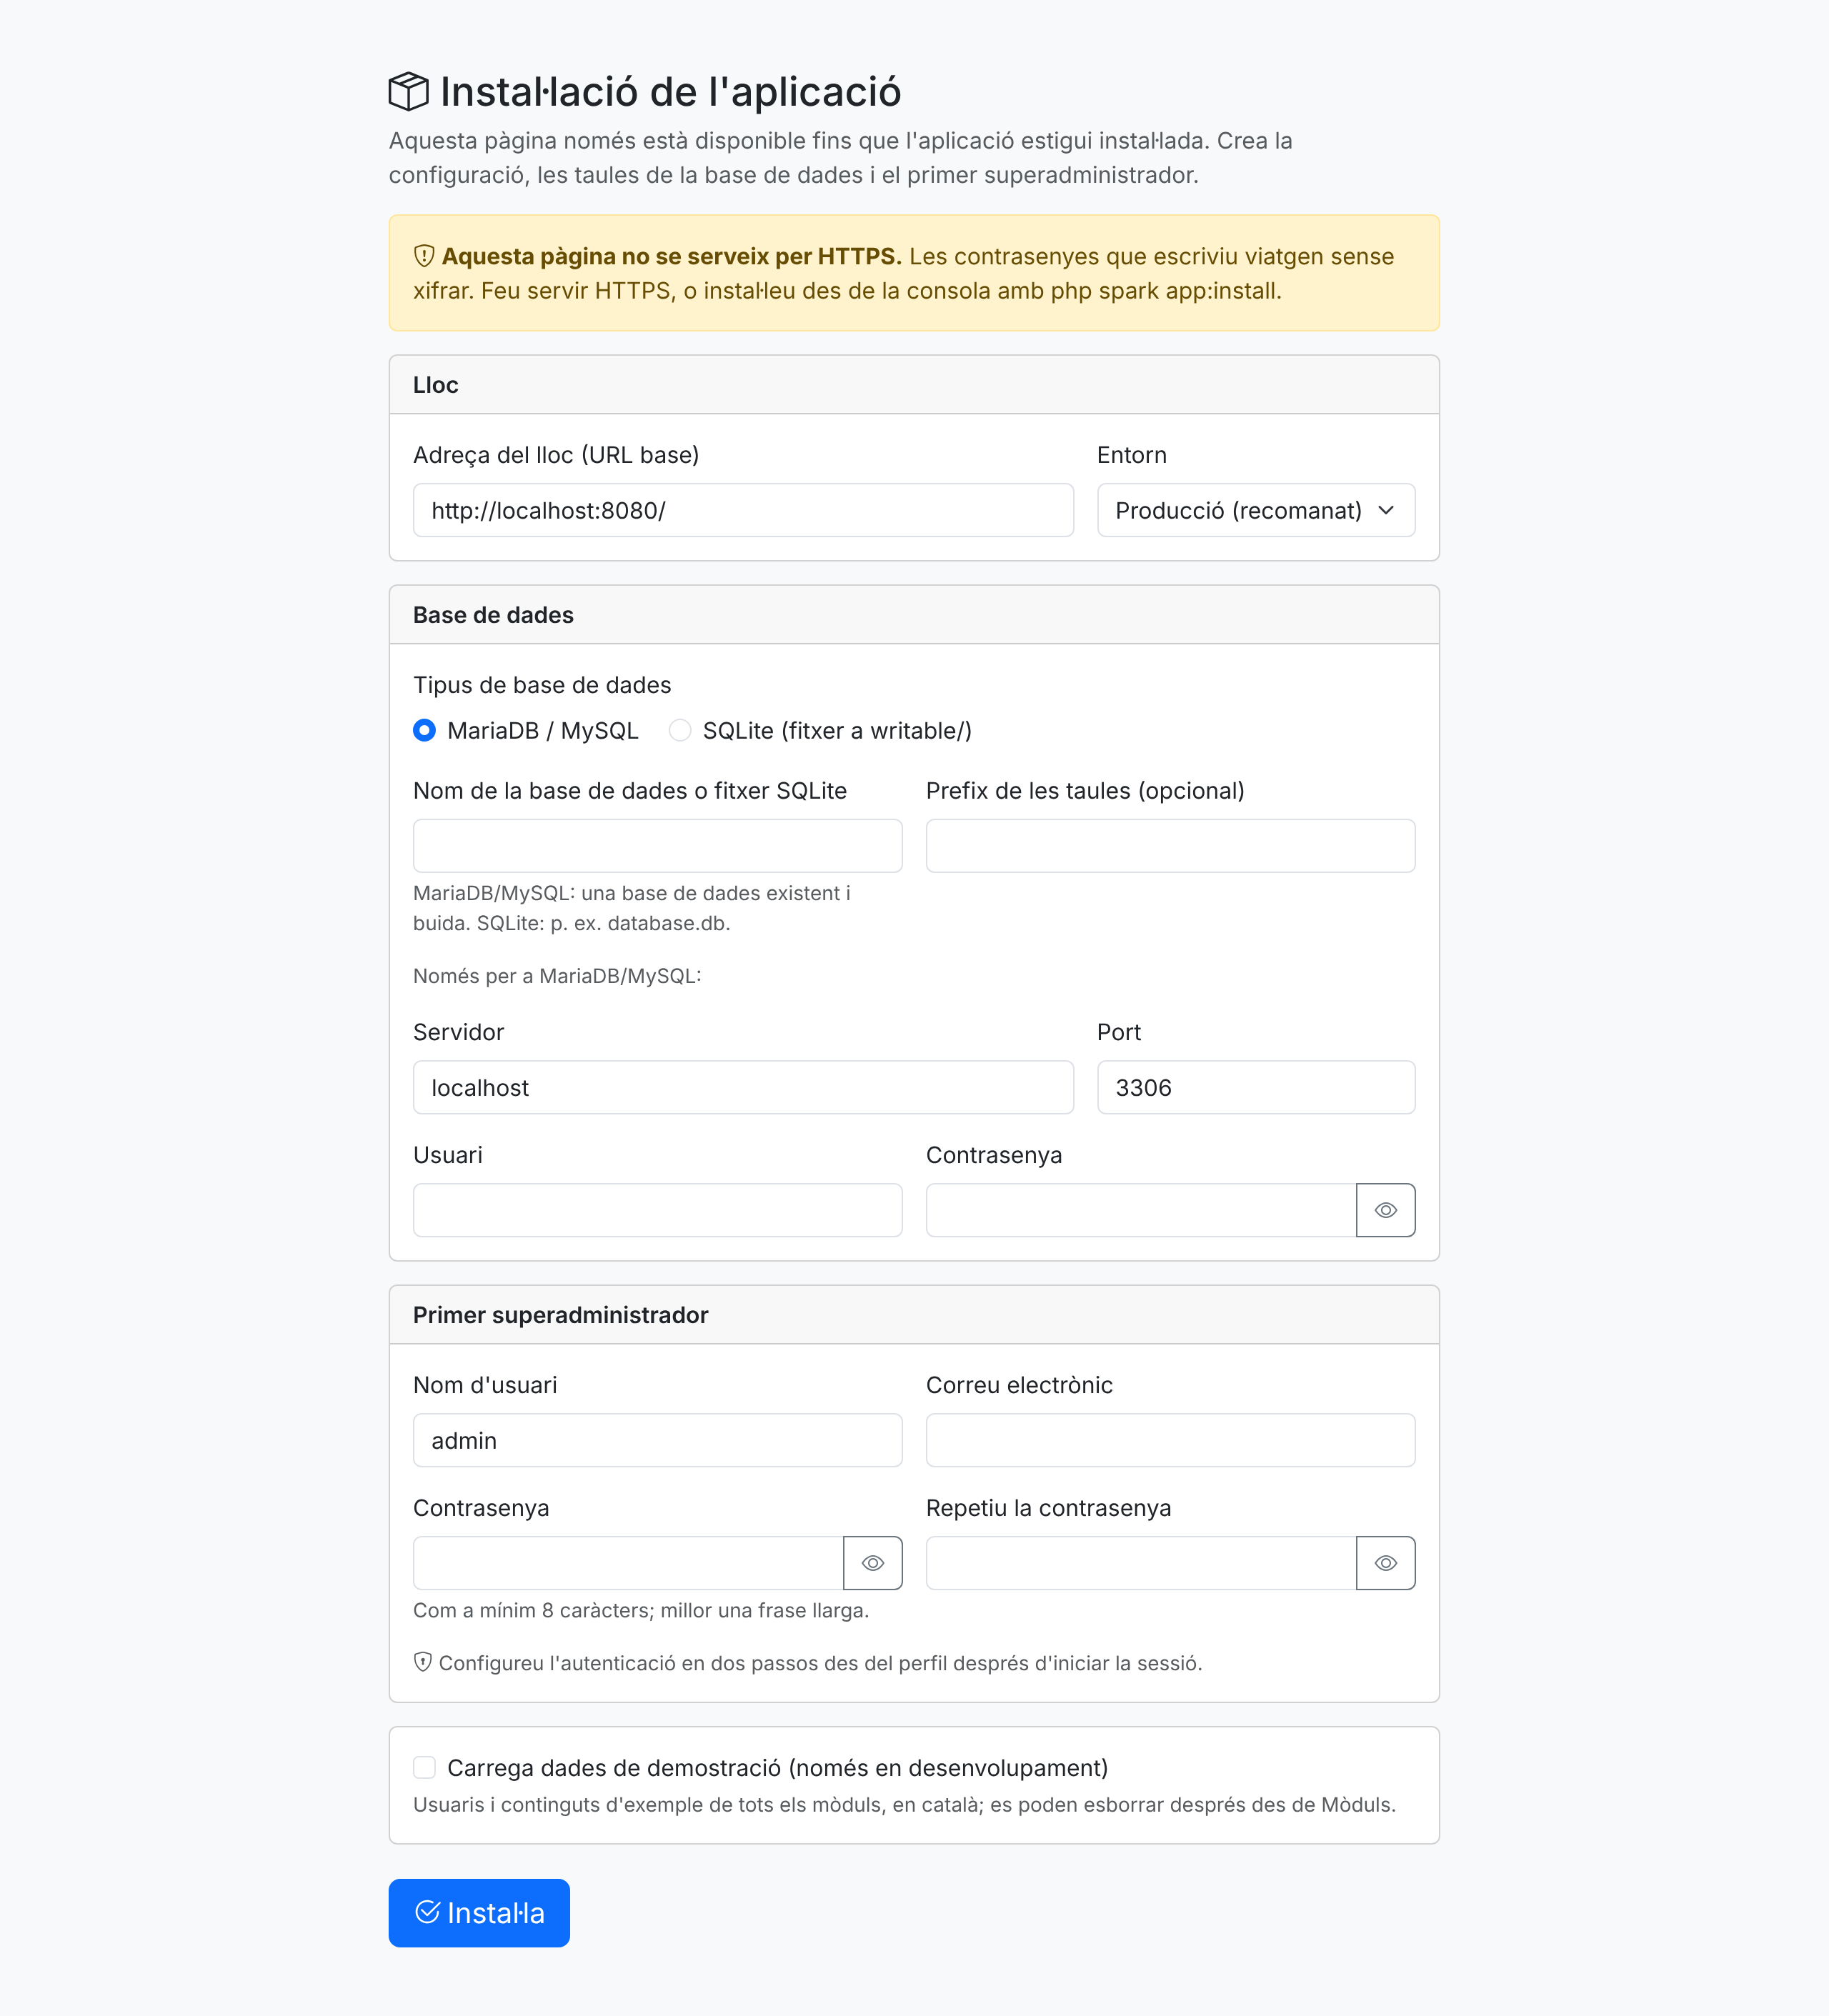 Instal·lació de l'aplicació
Aquesta pàgina només està disponible fins que l'aplicació estigui instal·lada. Crea la
configuració, les taules de la base de dades i el primer superadministrador.
Aquesta pàgina no se serveix per HTTPS. Les contrasenyes que escriviu viatgen sense
xifrar. Feu servir HTTPS, o instal·leu des de la consola amb php spark app:install.
Lloc
Adreça del lloc (URL base)
Entorn
http://localhost:8080/
Producció (recomanat)
Base de dades
Tipus de base de dades
MariaDB / MySQL
SQLite (fitxer a writable/)
Nom de la base de dades o fitxer SQLite
Prefix de les taules (opcional)
MariaDB/MySQL: una base de dades existent i
buida. SQLite: p. ex. database.db.
Només per a MariaDB/MySQL:
Servidor
Port
localhost
3306
Usuari
Contrasenya
Primer superadministrador
Nom d'usuari
Correu electrònic
admin
Contrasenya
Repetiu la contrasenya
Com a mínim 8 caràcters; millor una frase llarga.
Configureu l'autenticació en dos passos des del perfil després d'iniciar la sessió.
Carrega dades de demostració (només en desenvolupament)
Usuaris i continguts d'exemple de tots els mòduls, en català; es poden esborrar després des de Mòduls.
Instal·la